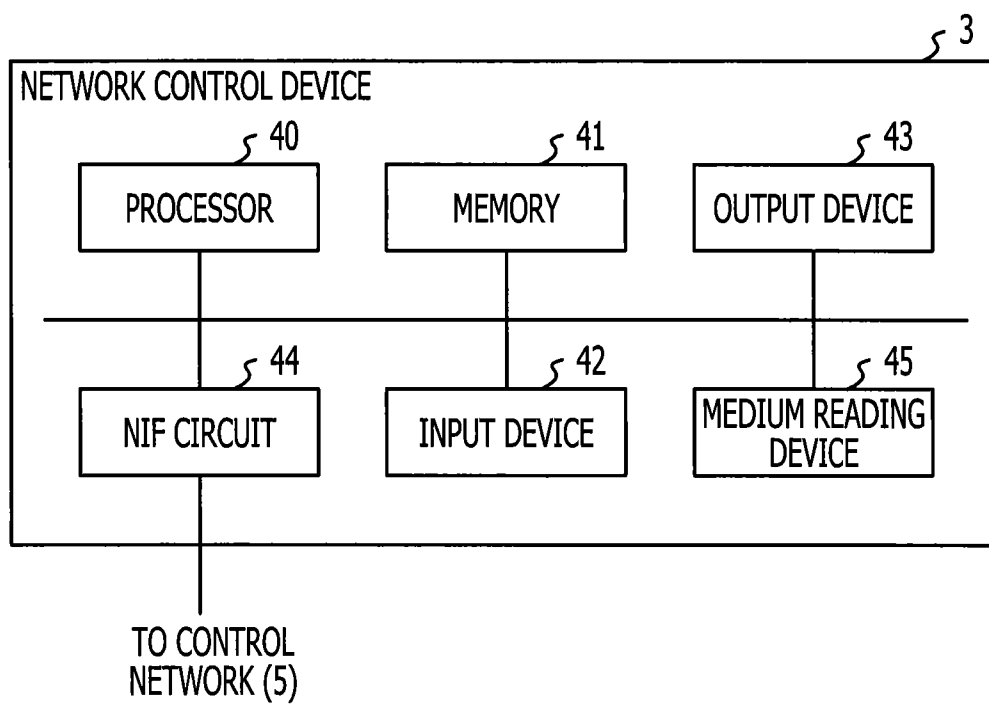 3
NETWORK CONTROL DEVICE
40
41
43
PROCESSOR
MEMORY
OUTPUT DEVICE
44
42
45
NIF CIRCUIT
INPUT DEVICE
MEDIUM READING
DEVICE
TO CONTROL
NETWORK (5)